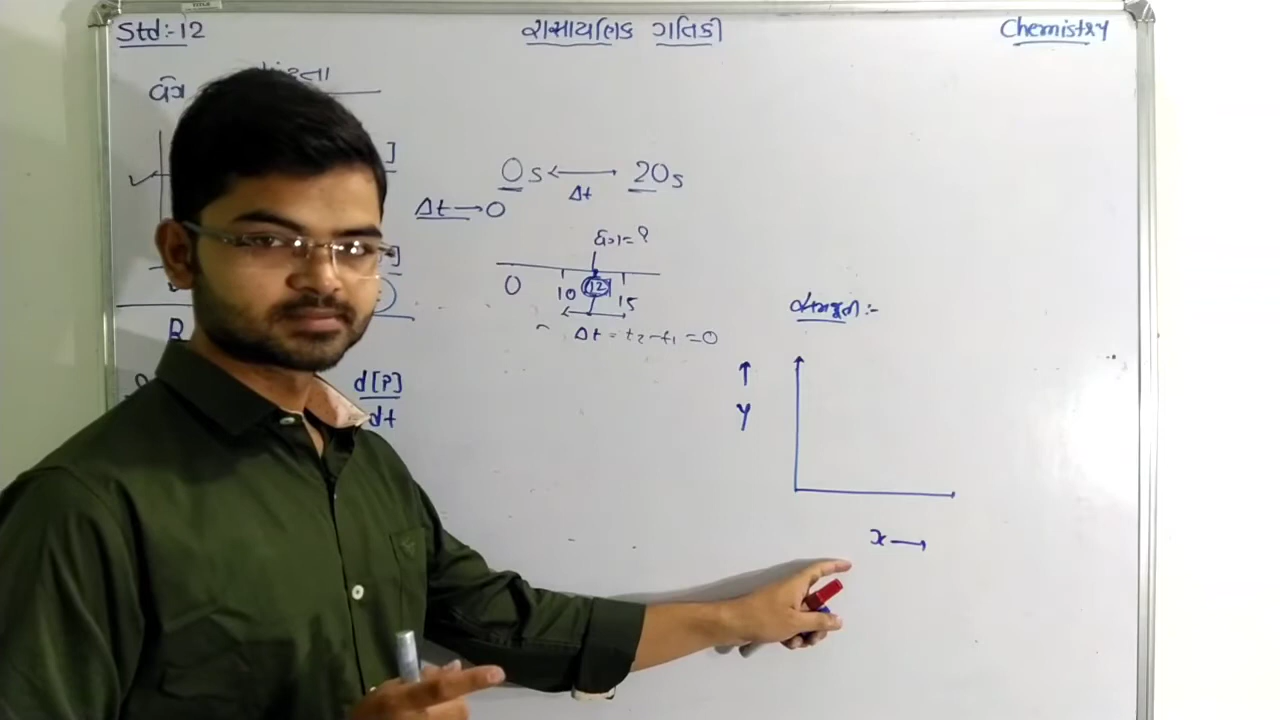 Std:-12
રાસાયણિક ગતિકી
Chemistry
વેગ
]
0s ⟷ 20s
Δt
Δt → 0
વેગ=?
0 10 12 15
Δt = t₂-t₁ = 0
R
d[P]
dt
↑
Y
x →